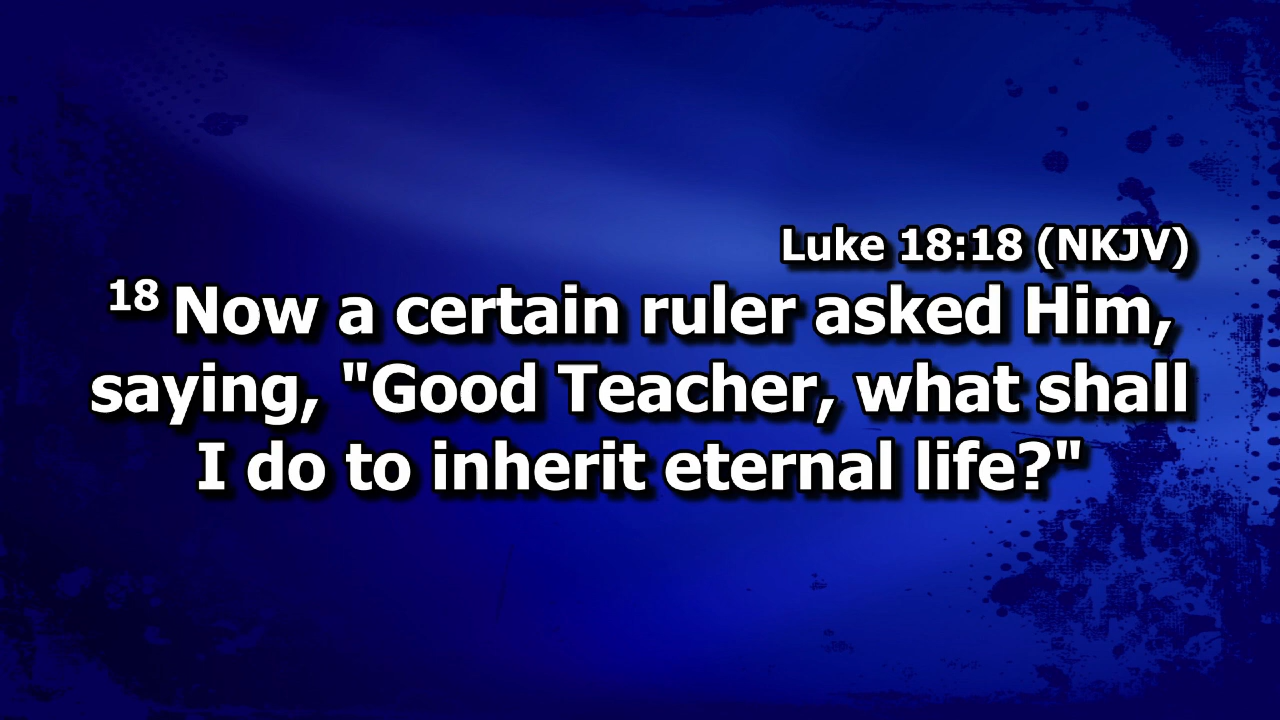 Luke 18:18 (NKJV)
18 Now a certain ruler asked Him,
saying, "Good Teacher, what shall
I do to inherit eternal life?"